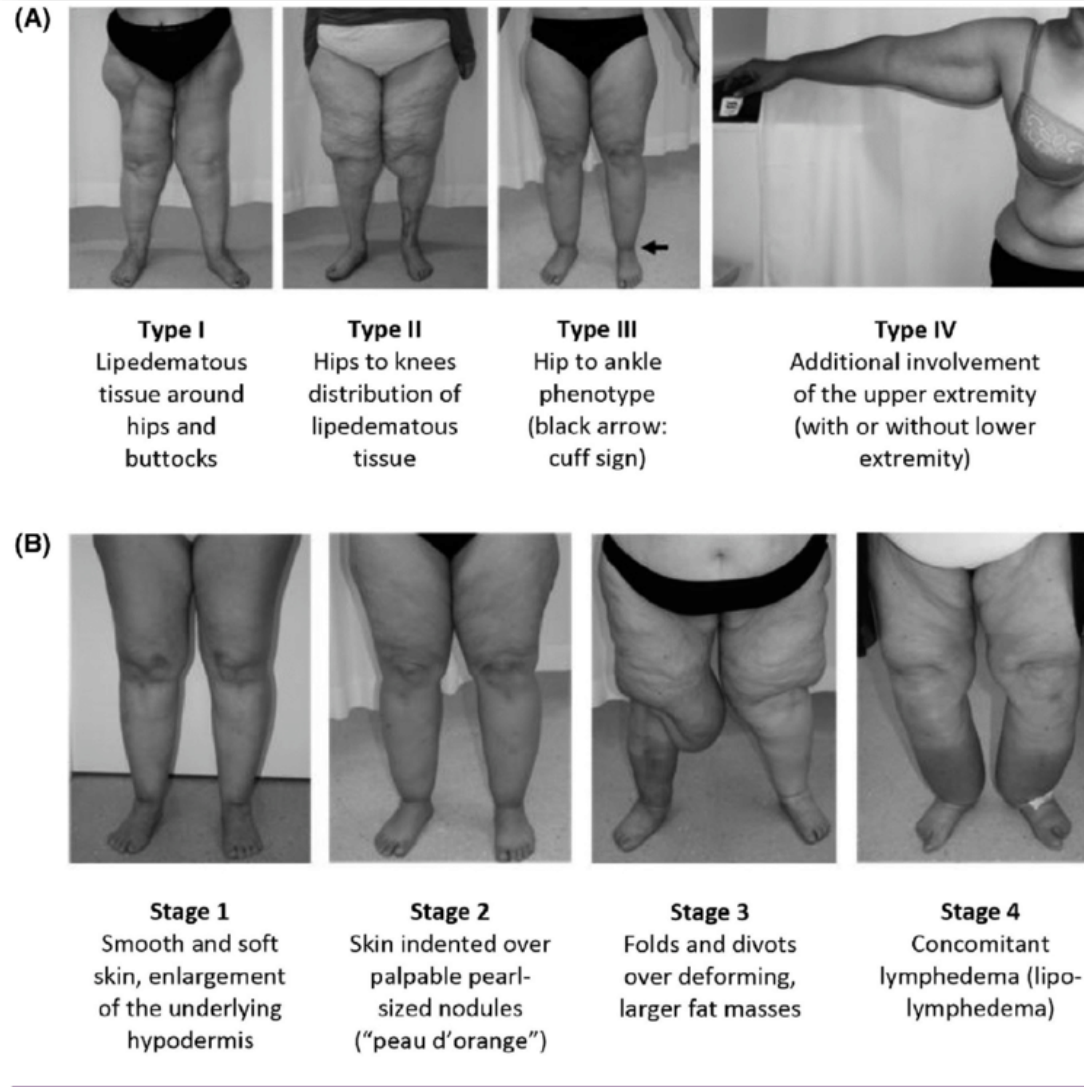 (A)
Type I
Lipedematous
tissue around
hips and
buttocks
Type II
Hips to knees
distribution of
lipedematous
tissue
Type III
Hip to ankle
phenotype
(black arrow:
cuff sign)
Type IV
Additional involvement
of the upper extremity
(with or without lower
extremity)
(B)
Stage 1
Smooth and soft
skin, enlargement
of the underlying
hypodermis
Stage 2
Skin indented over
palpable pearl-
sized nodules
(“peau d’orange”)
Stage 3
Folds and divots
over deforming,
larger fat masses
Stage 4
Concomitant
lymphedema (lipo-
lymphedema)